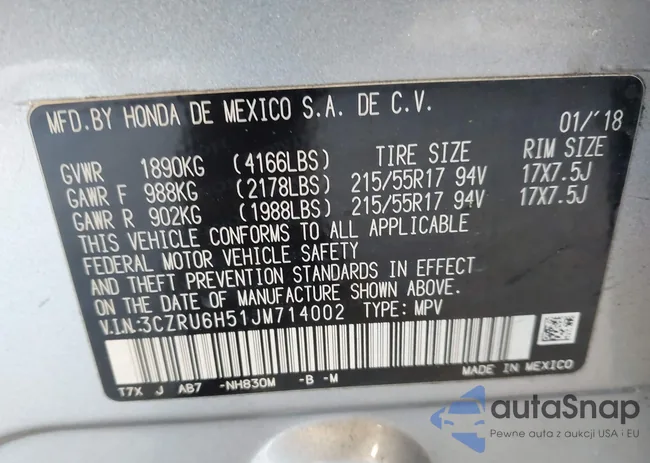 MFD.BY HONDA DE MEXICO S.A. DE C.V. 01/'18
GVWR 1890KG (4166LBS) TIRE SIZE RIM SIZE
GAWR F 988KG (2178LBS) 215/55R17 94V 17X7.5J
GAWR R 902KG (1988LBS) 215/55R17 94V 17X7.5J
THIS VEHICLE CONFORMS TO ALL APPLICABLE
FEDERAL MOTOR VEHICLE SAFETY
AND THEFT PREVENTION STANDARDS IN EFFECT
ON THE DATE OF MANUFACTURE SHOWN ABOVE.
V.I.N.:3CZRU6H51JM714002 TYPE: MPV
T7X J AB7 -NH830M -B -M MADE IN MEXICO
autaSnap
Pewne auta z aukcji USA i EU